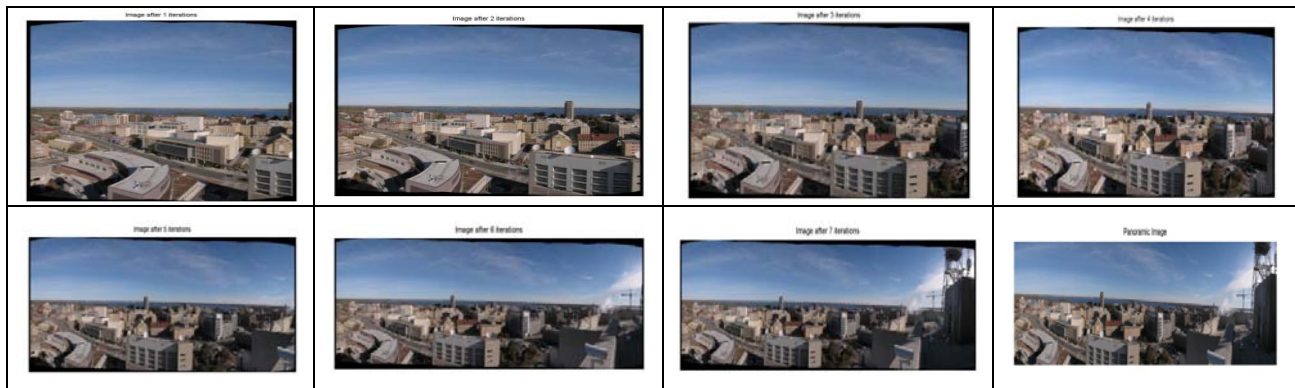 Image after 1 iterations
Image after 2 iterations
Image after 3 iterations
Image after 4 iterations
Image after 5 iterations
Image after 6 iterations
Image after 7 iterations
Panoramic Image